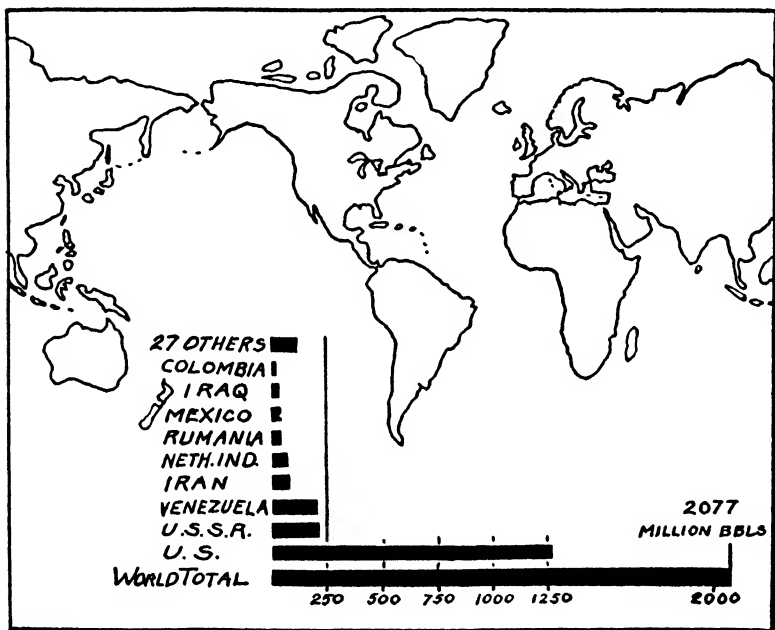 27 OTHERS
COLOMBIA
IRAQ
MEXICO
RUMANIA
NETH. IND.
IRAN
VENEZUELA
U.S.S.R.
U.S.
WORLD TOTAL
2077
MILLION BBLS
250 500 750 1000 1250 2000